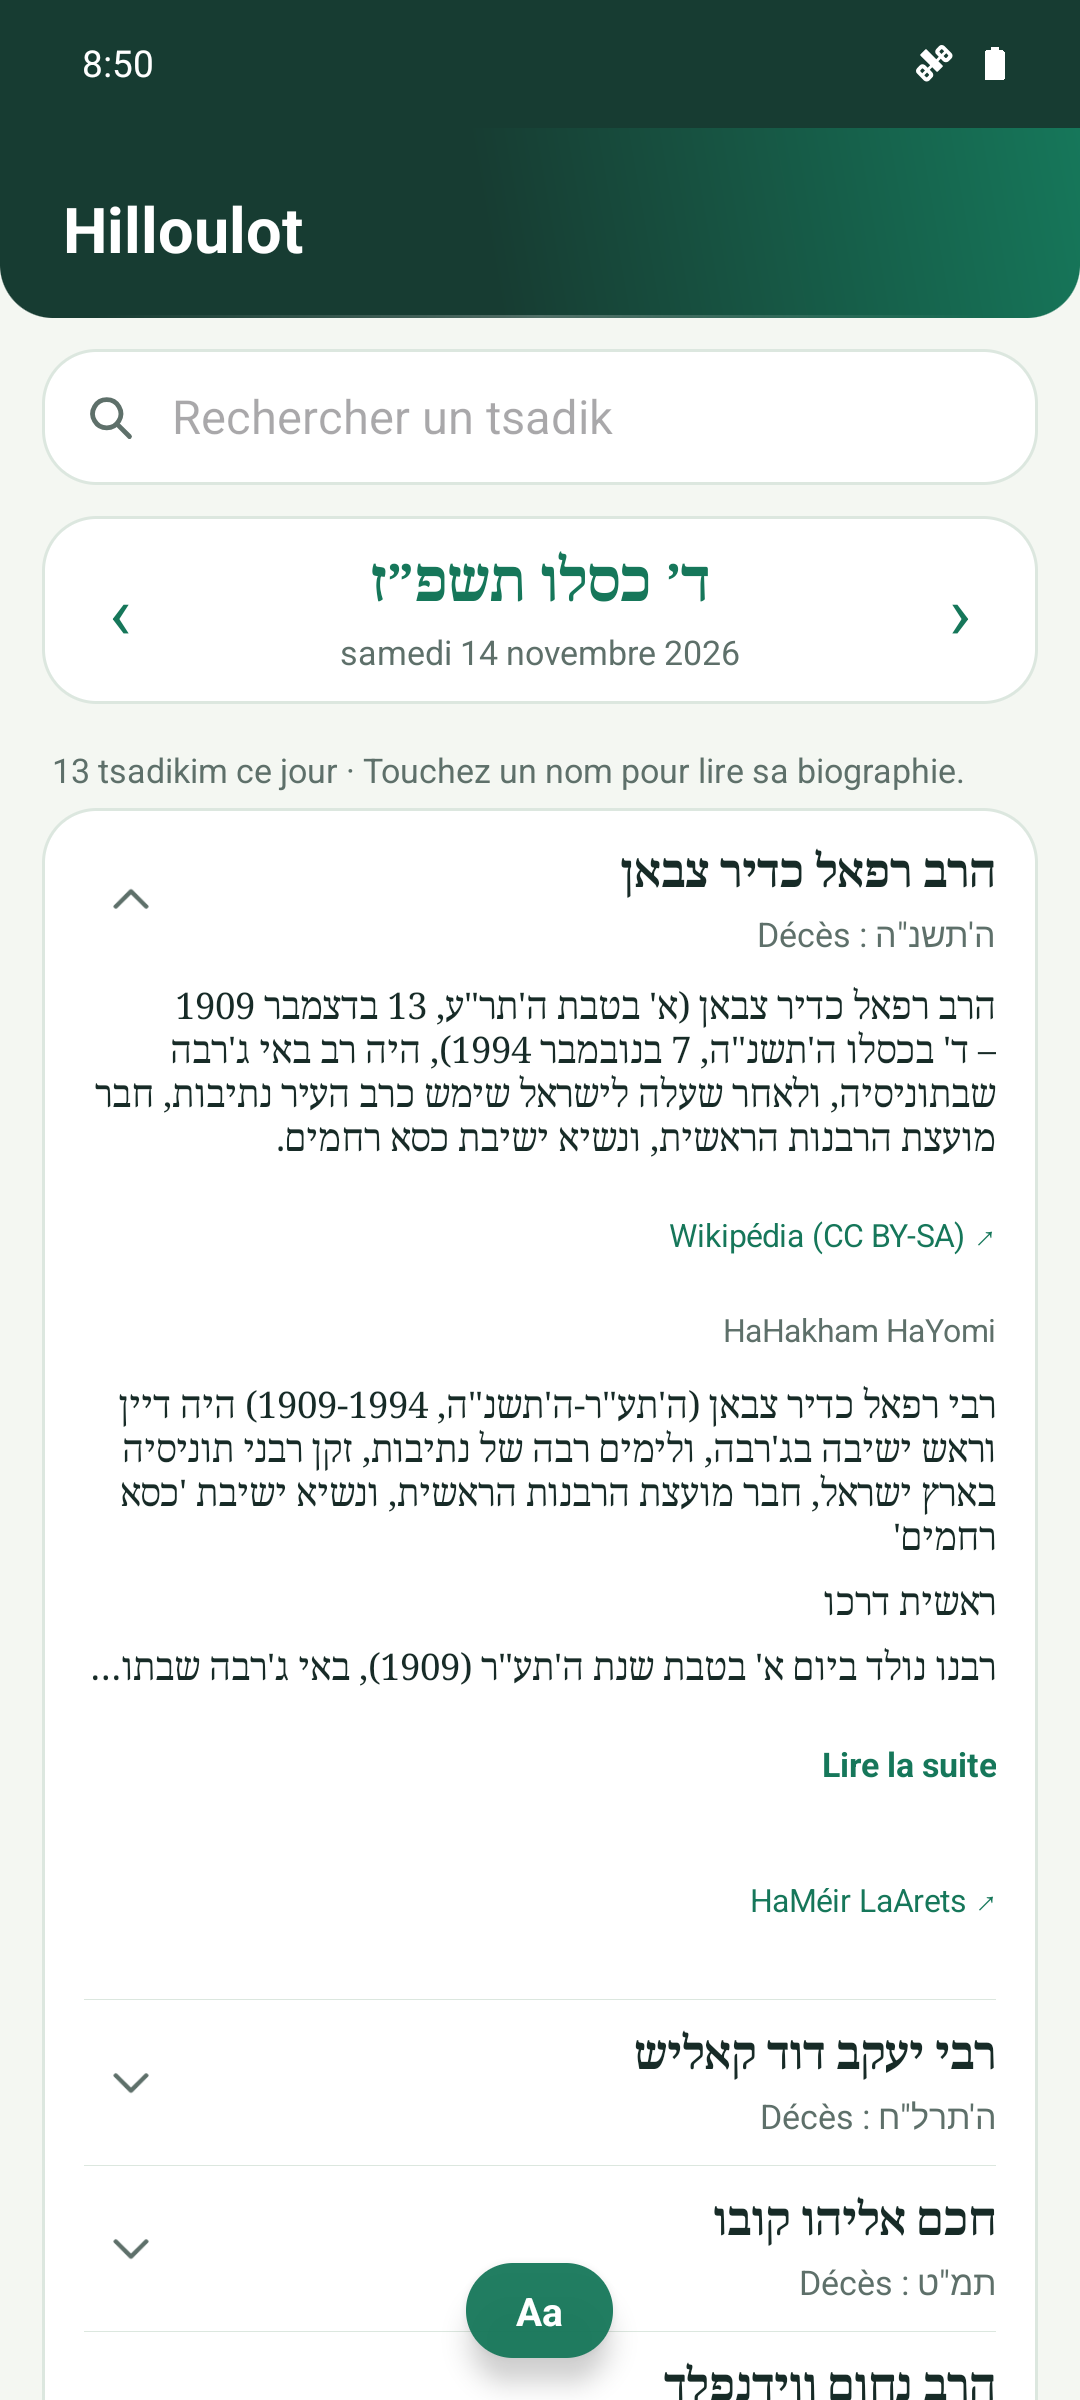 8:50
Hilloulot
Rechercher un tsadik
ד׳ כסלו תשפ״ז
samedi 14 novembre 2026
13 tsadikim ce jour · Touchez un nom pour lire sa biographie.
הרב רפאל כדיר צבאן
Décès : ה'תשנ"ה
הרב רפאל כדיר צבאן (א' בטבת ה'תר"ע, 13 בדצמבר 1909
– ד' בכסלו ה'תשנ"ה, 7 בנובמבר 1994), היה רב באי ג'רבה
שבתוניסיה, ולאחר שעלה לישראל שימש כרב העיר נתיבות, חבר
מועצת הרבנות הראשית, ונשיא ישיבת כסא רחמים.
Wikipédia (CC BY-SA) ↗
HaHakham HaYomi
רבי רפאל כדיר צבאן (ה'תע"ר-ה'תשנ"ה, 1909-1994) היה דיין
וראש ישיבה בג'רבה, ולימים רבה של נתיבות, זקן רבני תוניסיה
בארץ ישראל, חבר מועצת הרבנות הראשית, ונשיא ישיבת 'כסא
רחמים'
ראשית דרכו
רבנו נולד ביום א' בטבת שנת ה'תע"ר (1909), באי ג'רבה שבתו...
Lire la suite
HaMéir LaArets ↗
רבי יעקב דוד קאליש
Décès : ה'תרל"ח
חכם אליהו קובו
Décès : תמ"ט
Aa
הרב נחום ווידנפלד